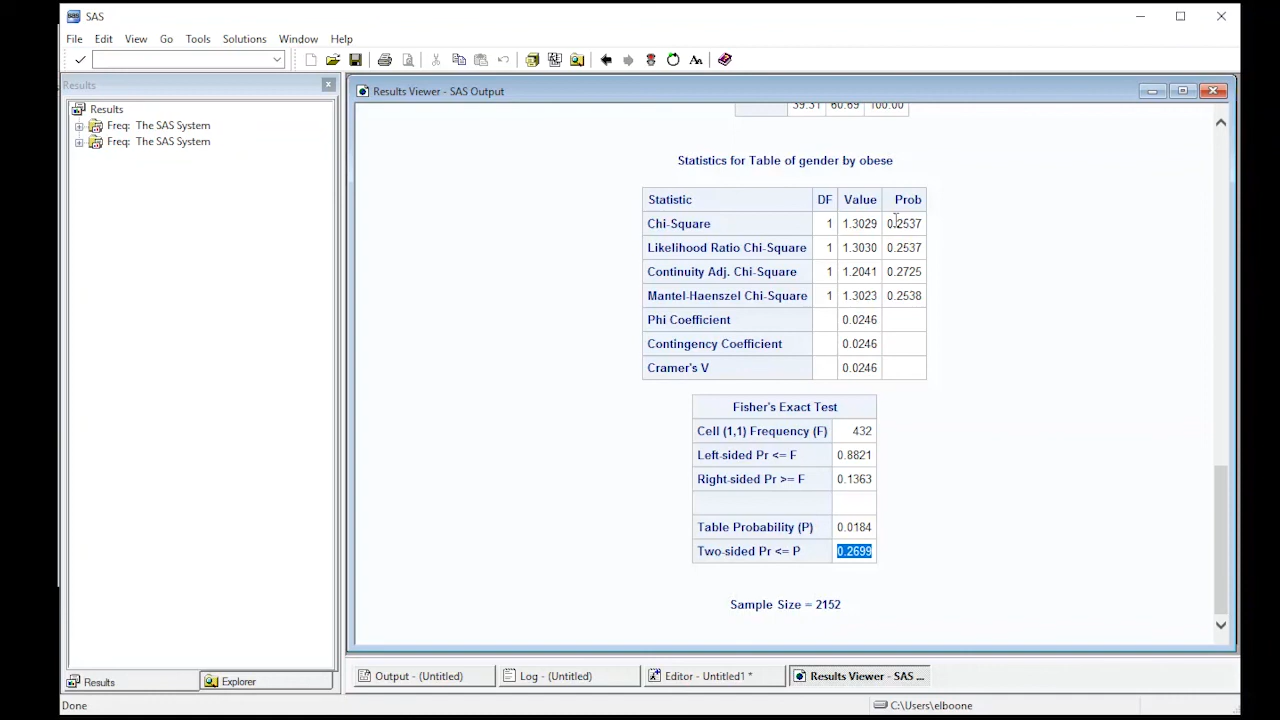 SAS
File Edit View Go Tools Solutions Window Help
Results
Results
Freq: The SAS System
Freq: The SAS System
Results Viewer - SAS Output
39.31 60.69 100.00
Statistics for Table of gender by obese
Statistic DF Value Prob
Chi-Square 1 1.3029 0.2537
Likelihood Ratio Chi-Square 1 1.3030 0.2537
Continuity Adj. Chi-Square 1 1.2041 0.2725
Mantel-Haenszel Chi-Square 1 1.3023 0.2538
Phi Coefficient 0.0246
Contingency Coefficient 0.0246
Cramer's V 0.0246
Fisher's Exact Test
Cell (1,1) Frequency (F) 432
Left-sided Pr <= F 0.8821
Right-sided Pr >= F 0.1363
Table Probability (P) 0.0184
Two-sided Pr <= P 0.2699
Sample Size = 2152
Results Explorer
Output - (Untitled) Log - (Untitled) Editor - Untitled1 * Results Viewer - SAS ...
Done C:\Users\elboone